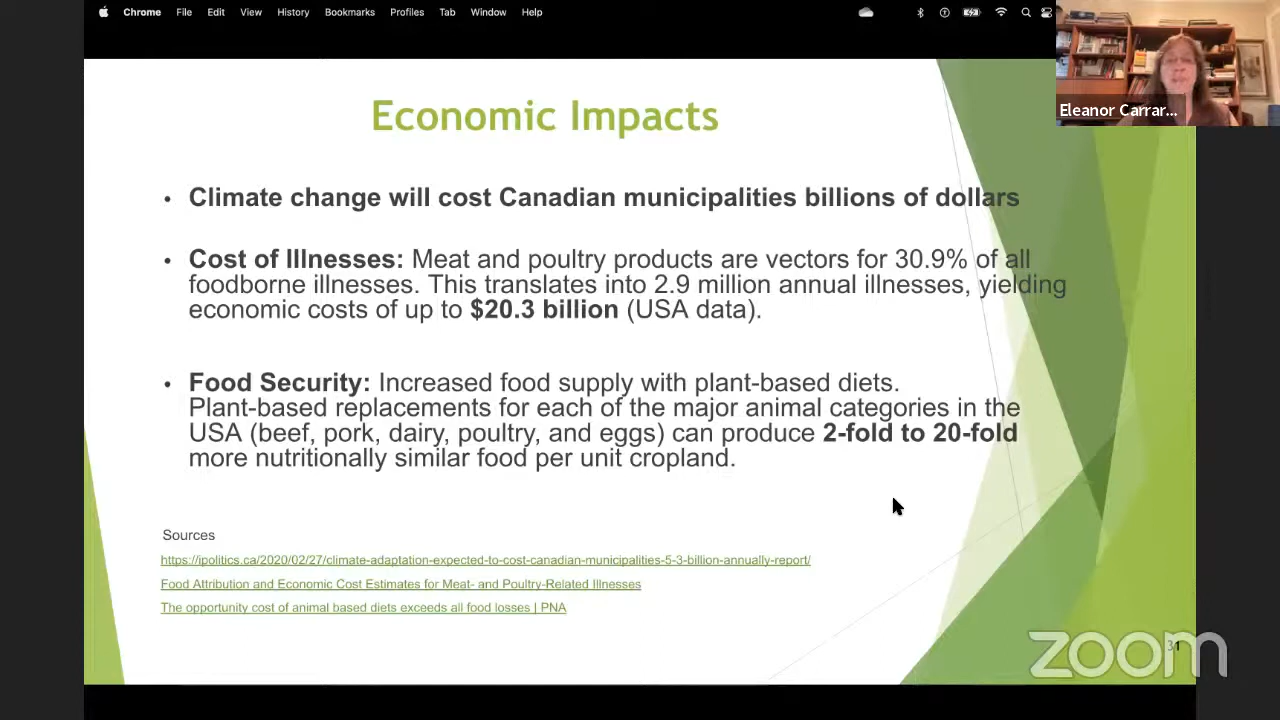 Chrome File Edit View History Bookmarks Profiles Tab Window Help
Eleanor Carrar...
Economic Impacts
• Climate change will cost Canadian municipalities billions of dollars
• Cost of Illnesses: Meat and poultry products are vectors for 30.9% of all
foodborne illnesses. This translates into 2.9 million annual illnesses, yielding
economic costs of up to $20.3 billion (USA data).
• Food Security: Increased food supply with plant-based diets.
Plant-based replacements for each of the major animal categories in the
USA (beef, pork, dairy, poultry, and eggs) can produce 2-fold to 20-fold
more nutritionally similar food per unit cropland.
Sources
https://ipolitics.ca/2020/02/27/climate-adaptation-expected-to-cost-canadian-municipalities-5-3-billion-annually-report/
Food Attribution and Economic Cost Estimates for Meat- and Poultry-Related Illnesses
The opportunity cost of animal based diets exceeds all food losses | PNA
31
zoom